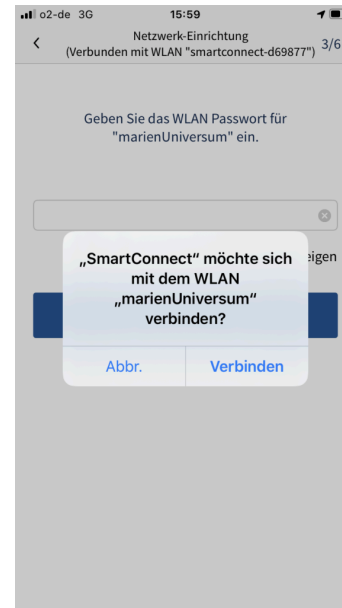 o2-de 3G 15:59
Netzwerk-Einrichtung
(Verbunden mit WLAN "smartconnect-d69877") 3/6
Geben Sie das WLAN Passwort für
"marienUniversum" ein.
„SmartConnect“ möchte sich
mit dem WLAN
„marienUniversum“
verbinden?
eigen
Abbr. Verbinden